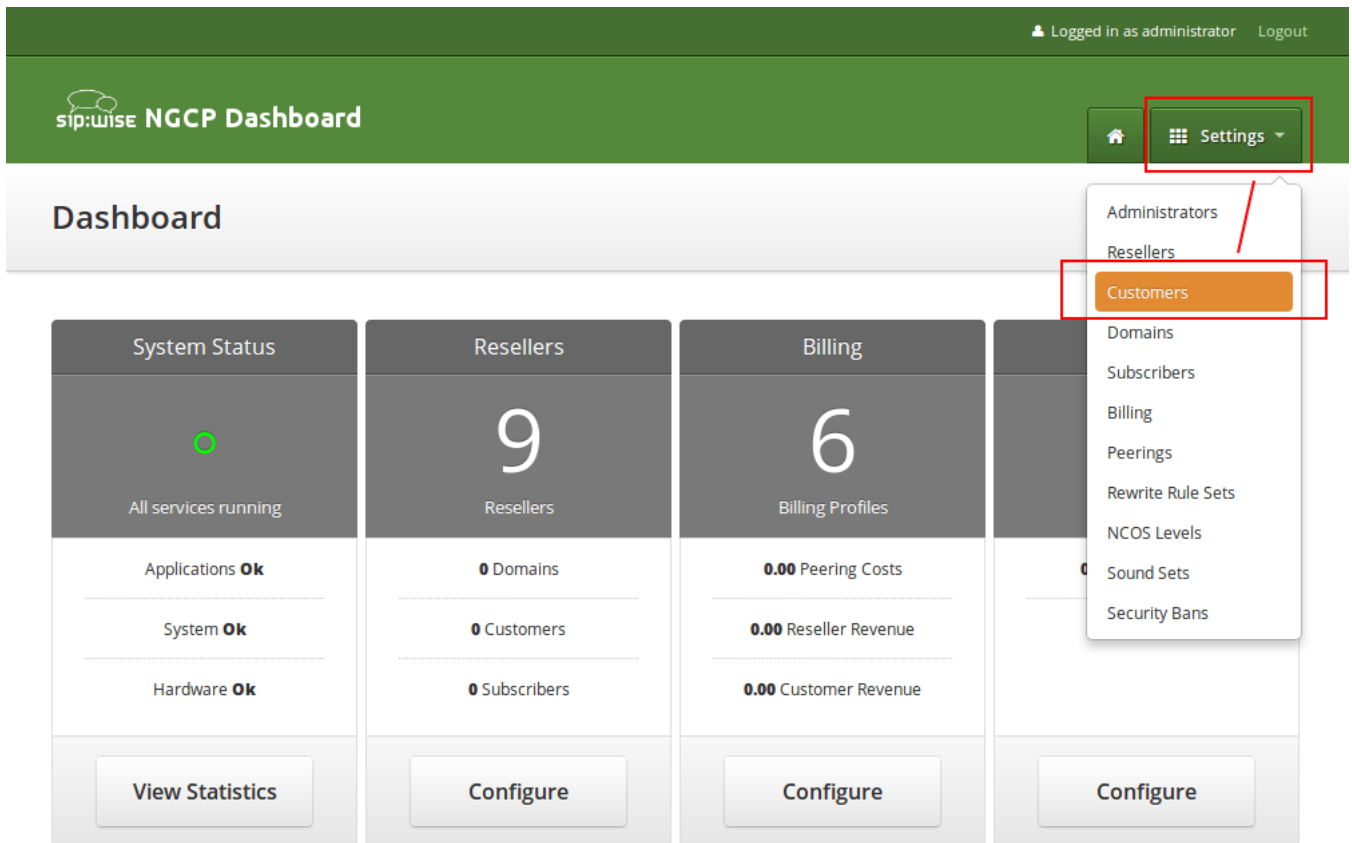 Logged in as administrator Logout
sip:wise NGCP Dashboard
Settings
Dashboard
Administrators
Resellers
Customers
Domains
Subscribers
Billing
Peerings
Rewrite Rule Sets
NCOS Levels
Sound Sets
Security Bans
System Status
All services running
Applications Ok
System Ok
Hardware Ok
View Statistics
Resellers
9
Resellers
0 Domains
0 Customers
0 Subscribers
Configure
Billing
6
Billing Profiles
0.00 Peering Costs
0.00 Reseller Revenue
0.00 Customer Revenue
Configure
Configure